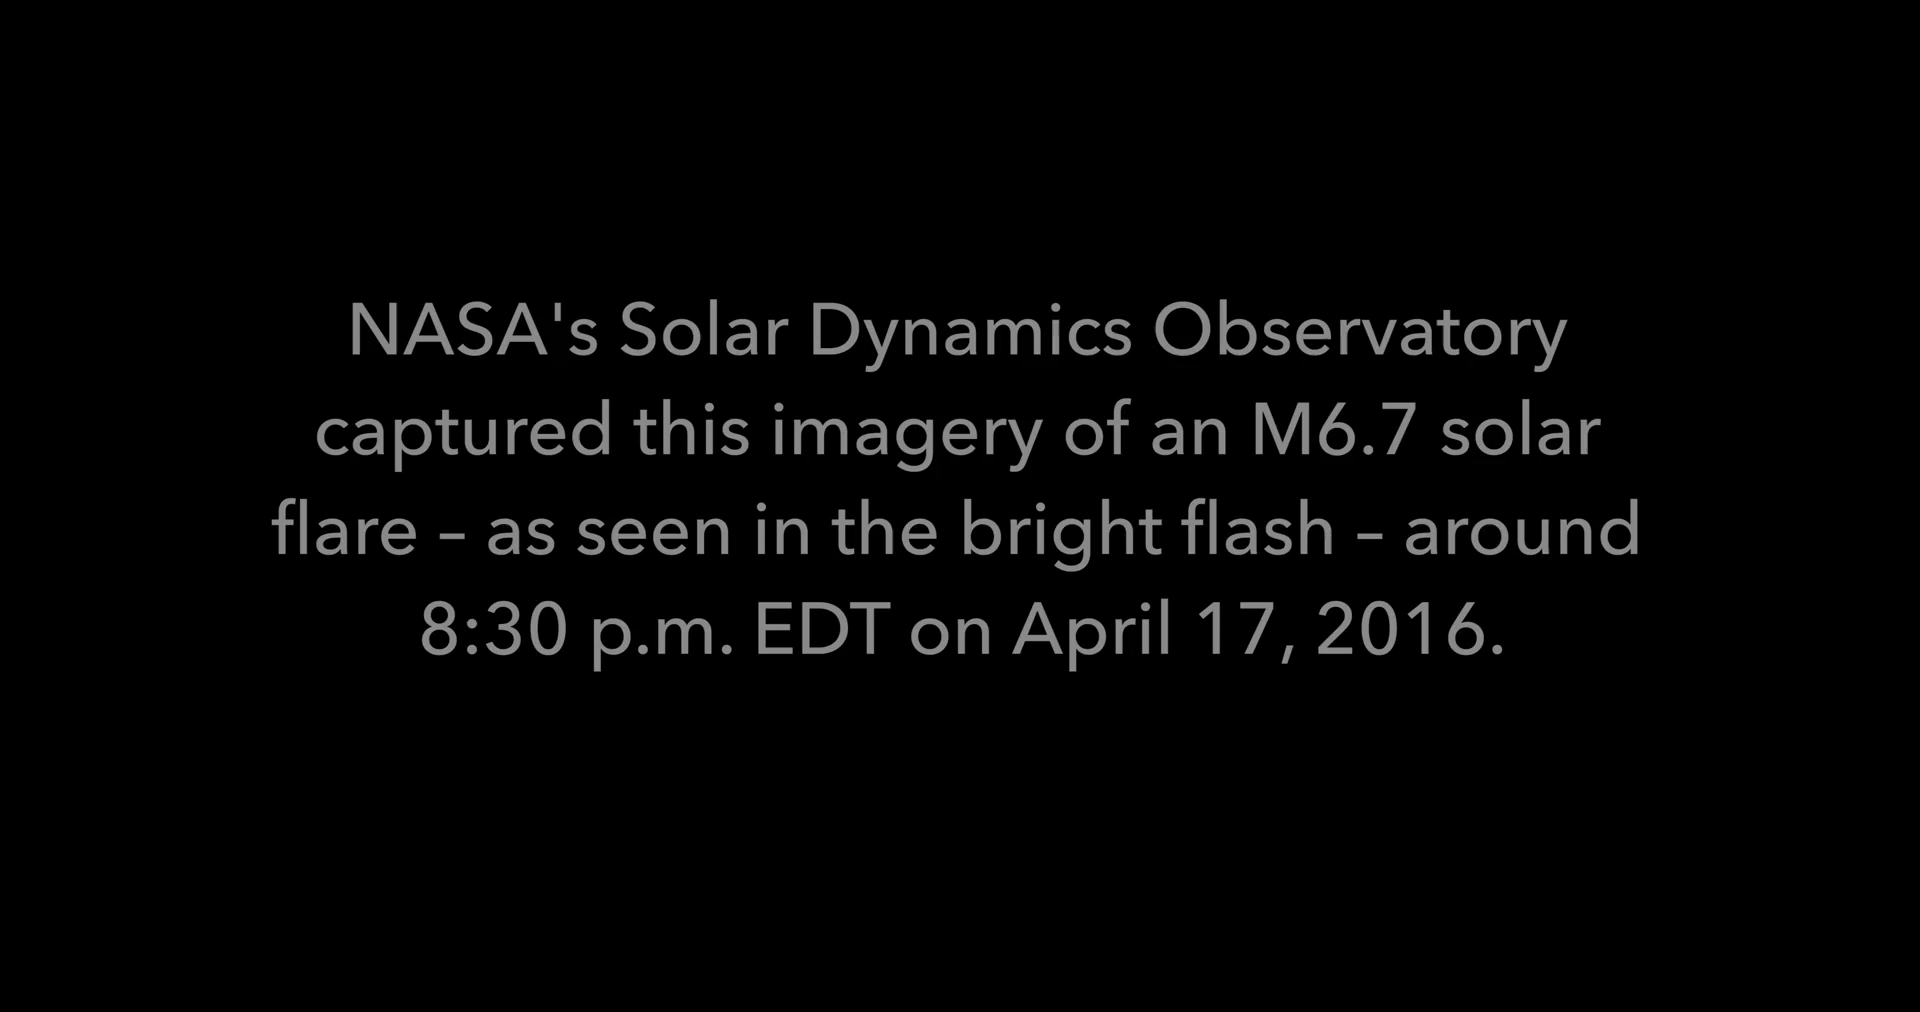 NASA's Solar Dynamics Observatory
captured this imagery of an M6.7 solar
flare – as seen in the bright flash – around
8:30 p.m. EDT on April 17, 2016.